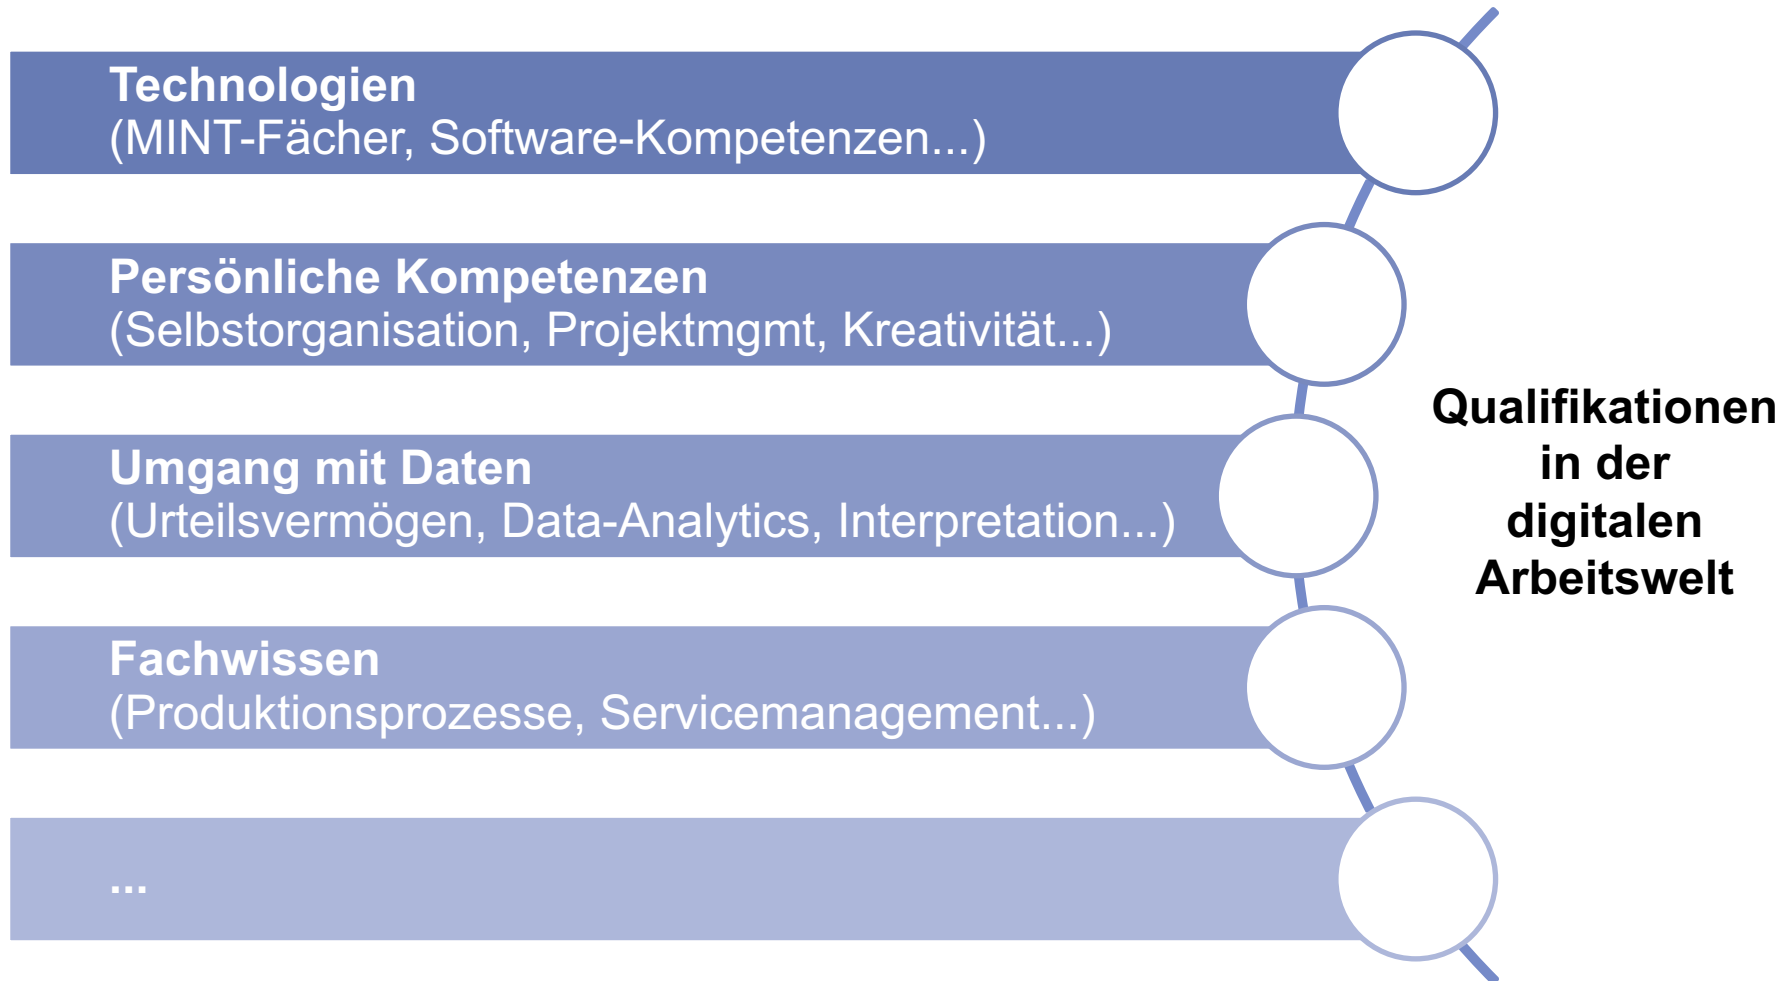 Technologien
(MINT-Fächer, Software-Kompetenzen...)
Persönliche Kompetenzen
(Selbstorganisation, Projektmgmt, Kreativität...)
Umgang mit Daten
(Urteilsvermögen, Data-Analytics, Interpretation...)
Fachwissen
(Produktionsprozesse, Servicemanagement...)
...
Qualifikationen
in der
digitalen
Arbeitswelt